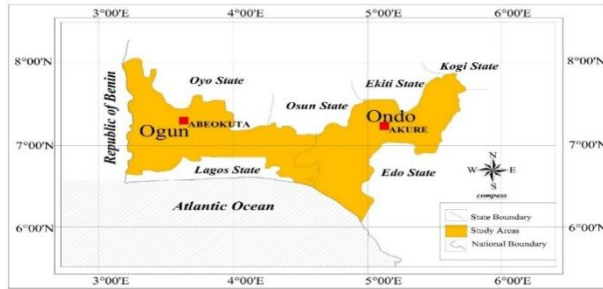 3°00'E
4°00'E
5°00'E
6°00'E
8°00'N
8°00'N
Kogi State
Oyo State
Ekiti State
Republic of Benin
Osun State
Ondo
ABEOKUTA
AKURE
Ogun
7°00'N
7°00'N
Lagos State
Edo State
N
W
E
S
compass
Atlantic Ocean
State Boundary
6°00'N
Study Areas
6°00'N
National Boundary
3°00'E
4°00'E
5°00'E
6°00'E